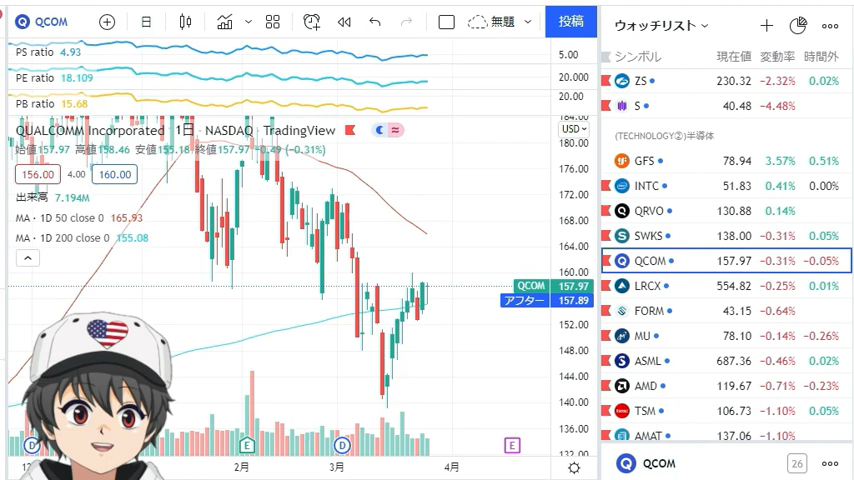 QCOM
日
無題
投稿
PS ratio 4.93
5.00
PE ratio 18.109
20.000
PB ratio 15.68
20.00
QUALCOMM Incorporated · 1日 · NASDAQ · TradingView
USD
始値157.97 高値158.46 安値155.18 終値157.97 −0.49 (−0.31%)
156.00 4.00 160.00
出来高 7.194M
MA · 1D 50 close 0 165.93
MA · 1D 200 close 0 155.08
184.00
180.00
176.00
172.00
168.00
164.00
160.00
QCOM 157.97
アフター 157.89
152.00
148.00
144.00
140.00
136.00
132.00
D
E
D
E
2月
3月
4月
ウォッチリスト
シンボル 現在値 変動率 時間外
ZS 230.32 −2.32% 0.02%
S 40.48 −4.48%
(TECHNOLOGY②)半導体
GFS 78.94 3.57% 0.51%
INTC 51.83 0.41% 0.00%
QRVO 130.88 0.14%
SWKS 138.00 −0.31% 0.05%
QCOM 157.97 −0.31% −0.05%
LRCX 554.82 −0.25% 0.01%
FORM 43.15 −0.64%
MU 78.10 −0.14% −0.26%
ASML 687.36 −0.46% 0.02%
AMD 119.67 −0.71% −0.23%
TSM 106.73 −1.10% 0.05%
AMAT 137.06 −1.10%
QCOM
26